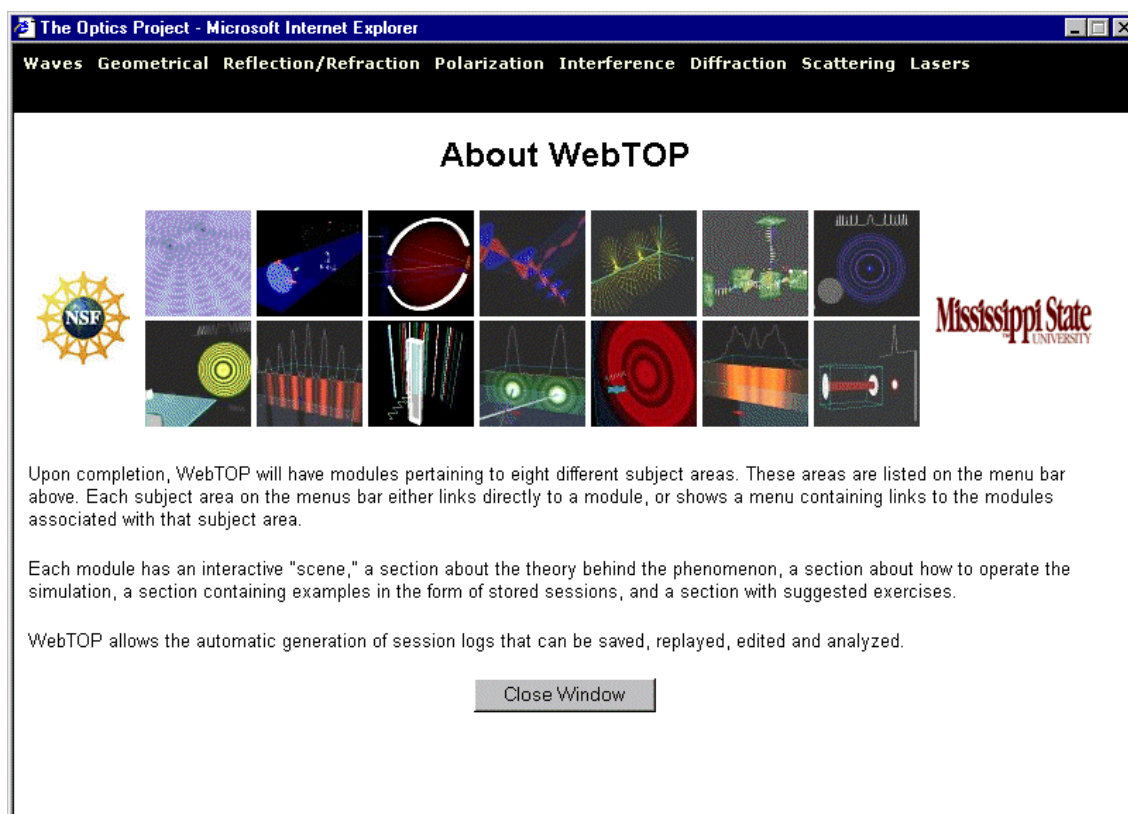 The Optics Project - Microsoft Internet Explorer
Waves Geometrical Reflection/Refraction Polarization Interference Diffraction Scattering Lasers
About WebTOP
NSF
Mississippi State
UNIVERSITY
Upon completion, WebTOP will have modules pertaining to eight different subject areas. These areas are listed on the menu bar
above. Each subject area on the menus bar either links directly to a module, or shows a menu containing links to the modules
associated with that subject area.
Each module has an interactive "scene," a section about the theory behind the phenomenon, a section about how to operate the
simulation, a section containing examples in the form of stored sessions, and a section with suggested exercises.
WebTOP allows the automatic generation of session logs that can be saved, replayed, edited and analyzed.
Close Window